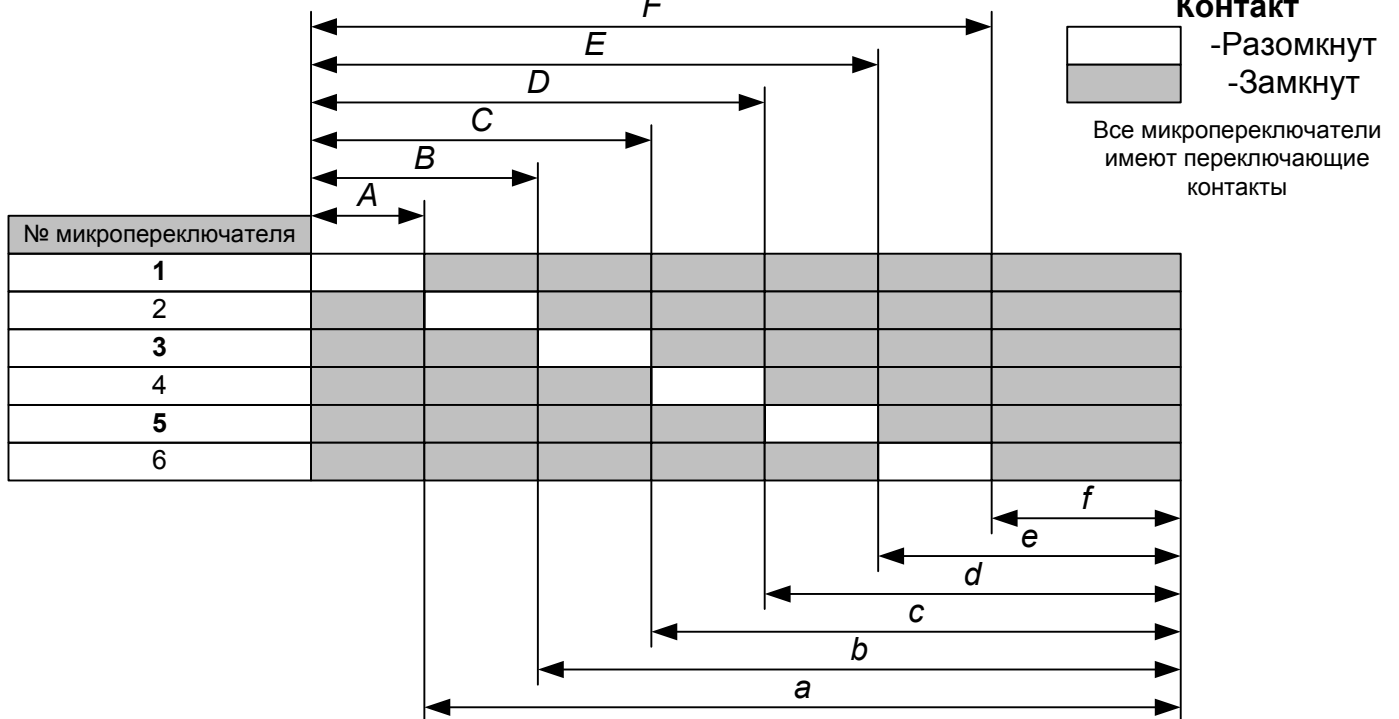 F
Контакт
E
-Разомкнут
D
-Замкнут
C
Все микропереключатели
имеют переключающие
контакты
B
A
№ микропереключателя
1
2
3
4
5
6
f
e
d
c
b
a